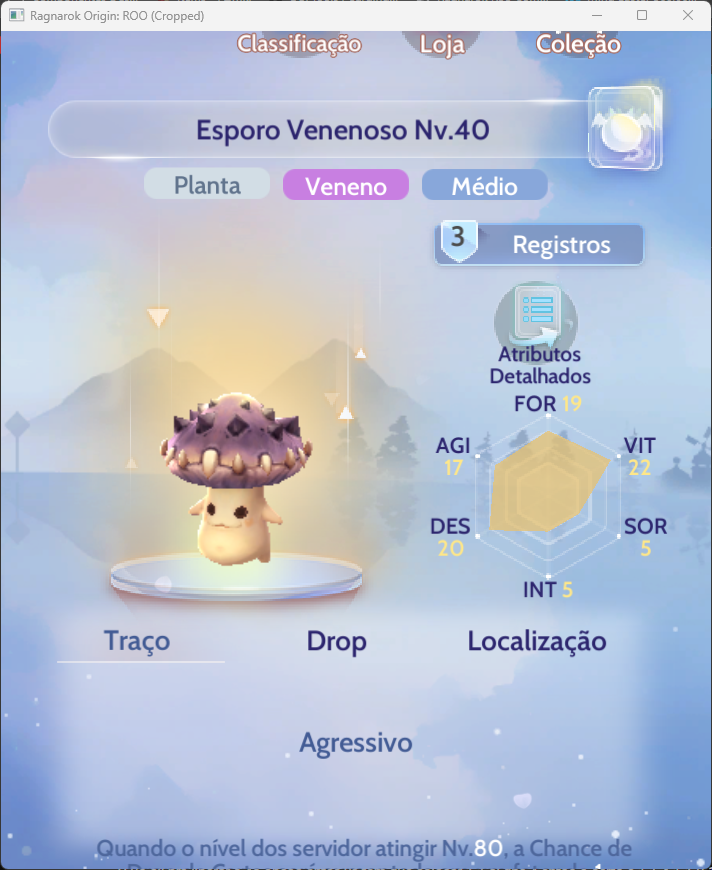 Ragnarok Origin: ROO (Cropped)
Classificação
Loja
Coleção
Esporo Venenoso Nv.40
Planta
Veneno
Médio
3
Registros
Atributos
Detalhados
FOR 19
AGI
17
VIT
22
DES
20
SOR
5
INT 5
Traço
Drop
Localização
Agressivo
Quando o nível dos servidor atingir Nv.80, a Chance de